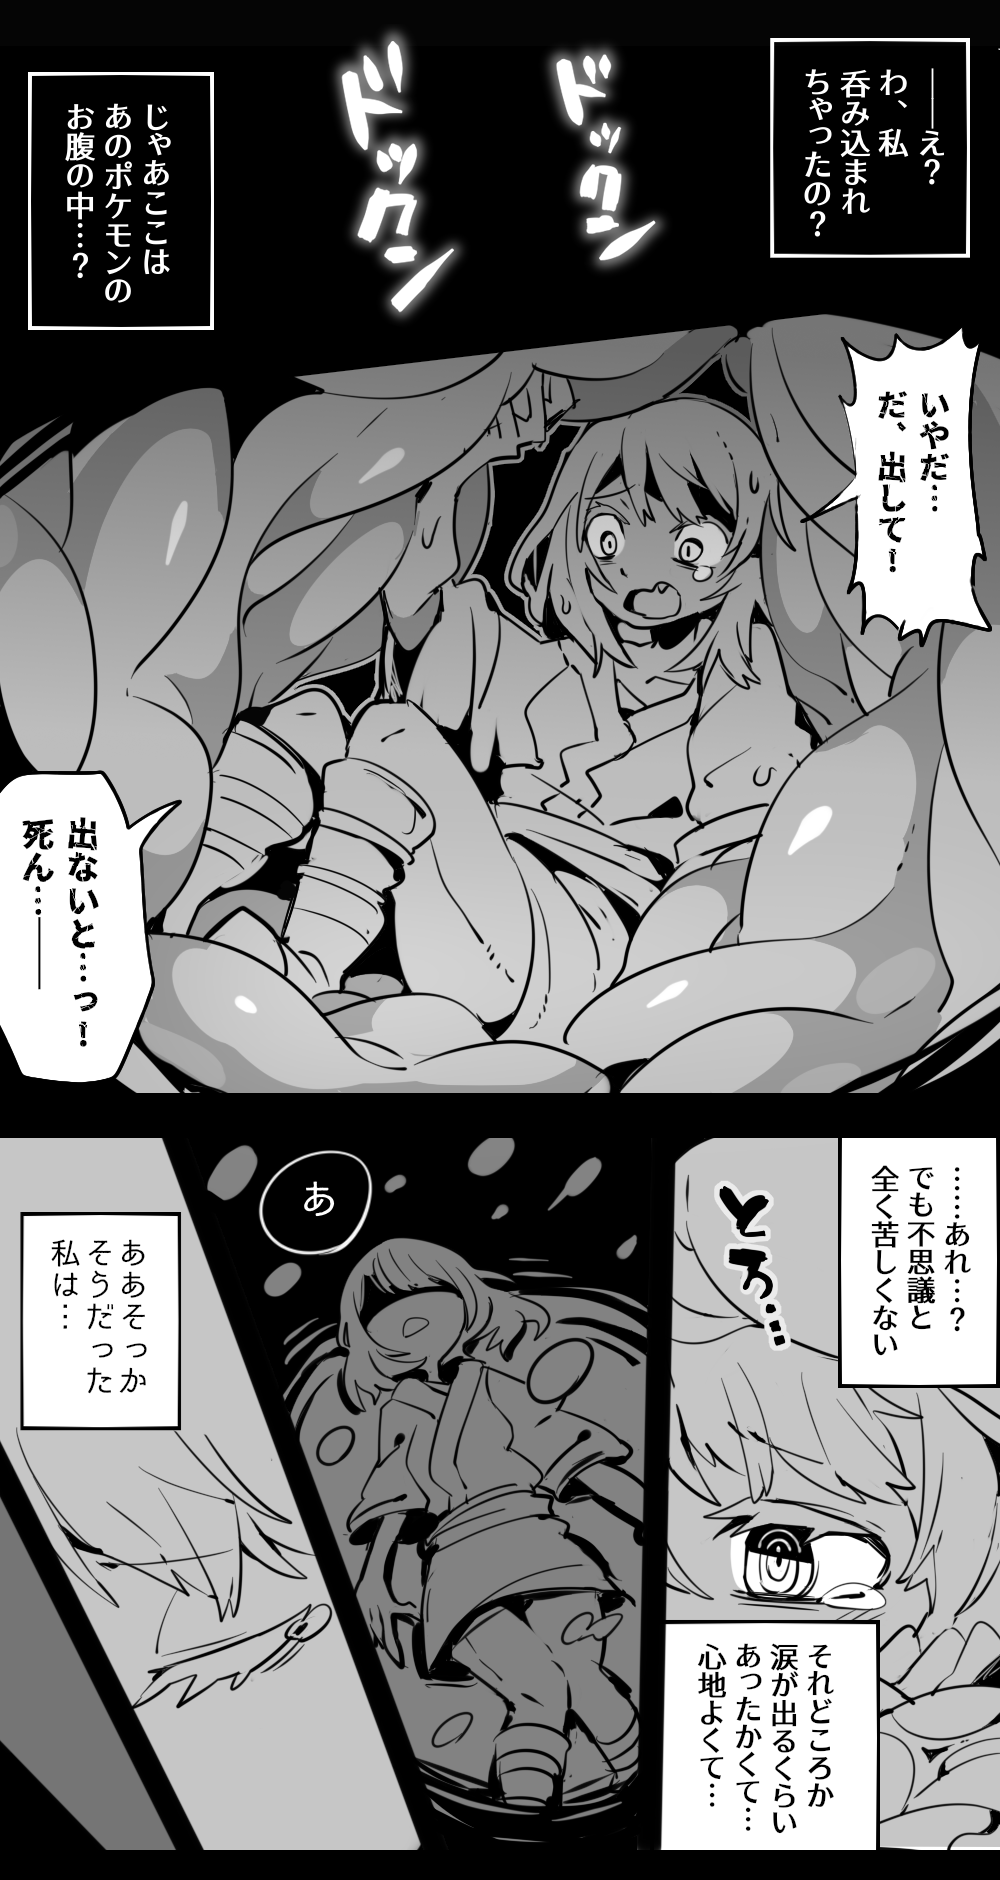 ――え？
わ、私
呑み込まれ
ちゃったの？
ドックン
ドックン
じゃあここは
あのポケモンの
お腹の中…？
いやだ…
だ、出して！
出ないと…っ！
死ん…――
……あれ…？
でも不思議と
全く苦しくない
とろ…
それどころか
涙が出るくらい
あったかくて…
心地よくて…
あ
ああそっか
そうだった
私は…